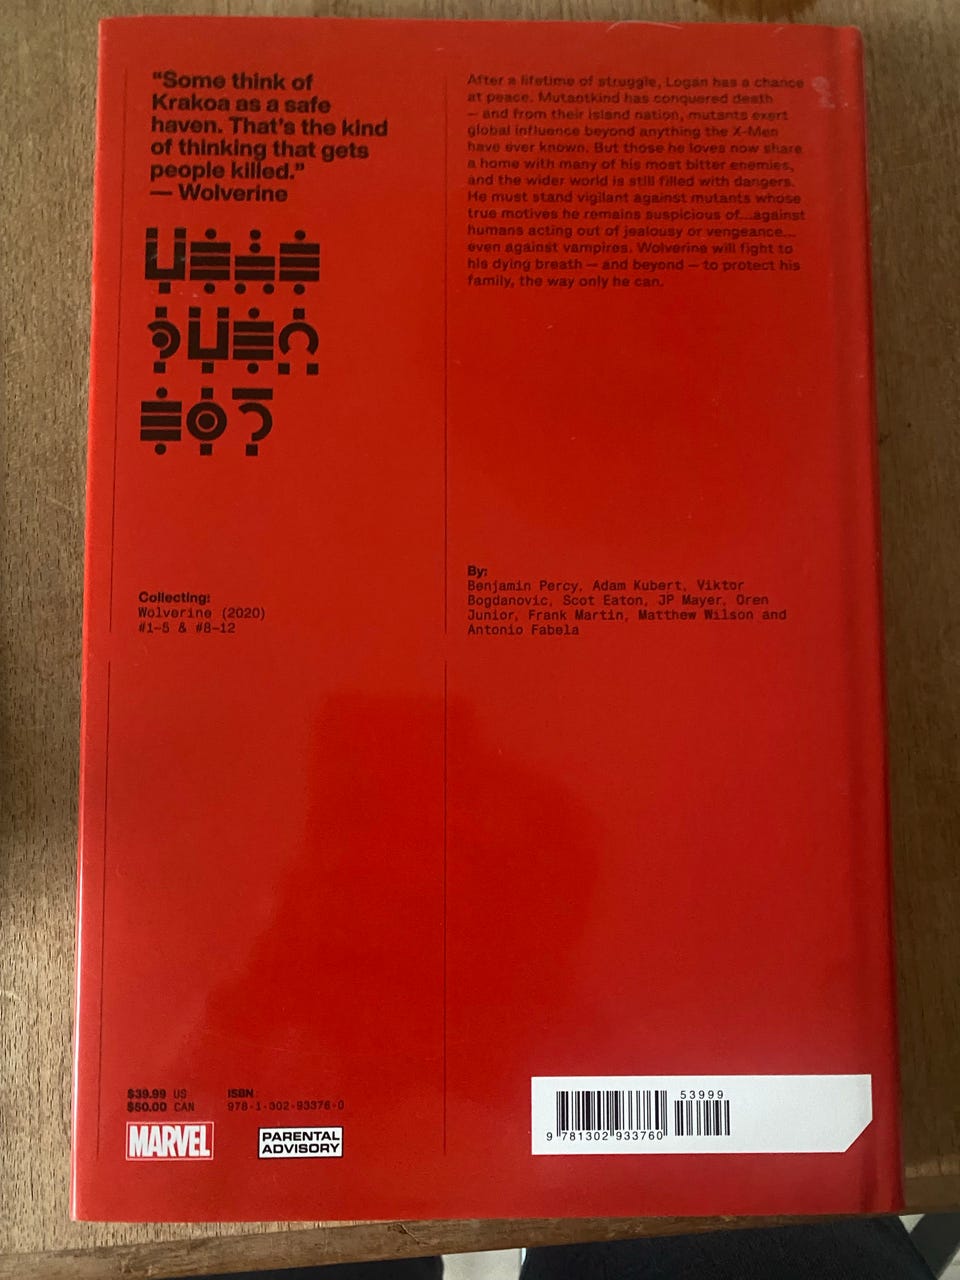 “Some think of
Krakoa as a safe
haven. That’s the kind
of thinking that gets
people killed.”
— Wolverine
After a lifetime of struggle, Logan has a chance
at peace. Mutantkind has conquered death
— and from their island nation, mutants exert
global influence beyond anything the X-Men
have ever known. But those he loves now share
a home with many of his most bitter enemies,
and the wider world is still filled with dangers.
He must stand vigilant against mutants whose
true motives he remains suspicious of...against
humans acting out of jealousy or vengeance...
even against vampires. Wolverine will fight to
his dying breath — and beyond — to protect his
family, the way only he can.
Collecting:
Wolverine (2020)
#1-5 & #8-12
By:
Benjamin Percy, Adam Kubert, Viktor
Bogdanovic, Scot Eaton, JP Mayer, Oren
Junior, Frank Martin, Matthew Wilson and
Antonio Fabela
$39.99 US
$50.00 CAN
ISBN
978-1-302-93376-0
MARVEL
PARENTAL
ADVISORY
53999
9 781302 933760